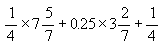 1/4 × 7 5/7 + 0.25 × 3 2/7 + 1/4